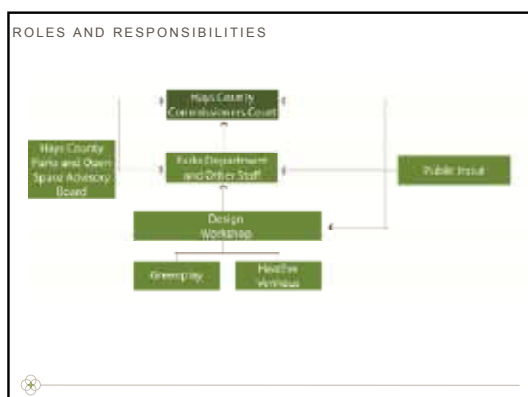 ROLES AND RESPONSIBILITIES
Hays County
Commissioners Court
Hays County
Parks and Open
Space Advisory
Board
Parks Department
and Other Staff
Public Input
Design
Workshop
Greenplay
Heather
Venhaus